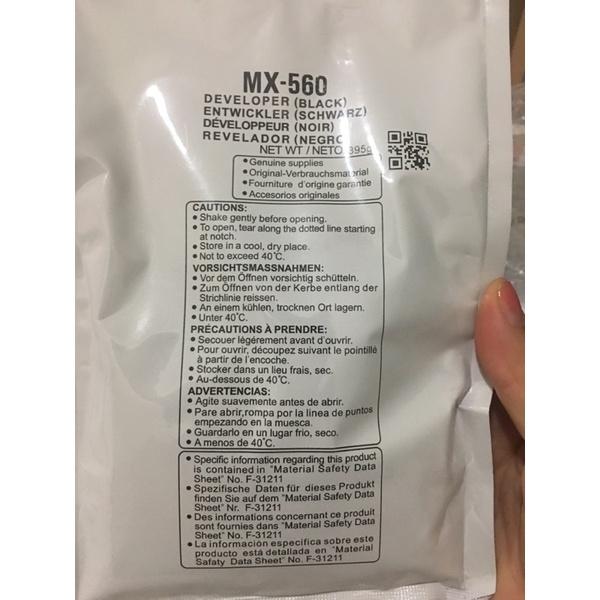 MX-560
DEVELOPER (BLACK)
ENTWICKLER (SCHWARZ)
DÉVELOPPEUR (NOIR)
REVELADOR (NEGRO
NET WT / NETO. 395g
• Genuine supplies
• Original-Verbrauchsmaterial
• Fourniture d'origine garantie
• Accesorios originales
CAUTIONS:
• Shake gently before opening.
• To open, tear along the dotted line starting
at notch.
• Store in a cool, dry place.
• Not to exceed 40°C.
VORSICHTSMASSNAHMEN:
• Vor dem Öffnen vorsichtig schütteln.
• Zum Öffnen von der Kerbe entlang der
Strichlinie reissen.
• An einem kühlen, trocknen Ort lagern.
• Unter 40°C.
PRÉCAUTIONS À PRENDRE:
• Secouer légérement avant d'ouvrir.
• Pour ouvrir, découpez suivant le pointillé
à partir de l'encoche.
• Stocker dans un lieu frais, sec.
• Au-dessous de 40°C.
ADVERTENCIAS:
• Agite suavemente antes de abrir.
• Pare abrir,rompa por la linea de puntos
empezando en la muesca.
• Guardarlo en un lugar frio, seco.
• A menos de 40°C.
• Specific information regarding this product
is contained in "Material Safety Data
Sheet" No. F-31211
• Spezifische Daten für dieses Produkt
finden Sie auf dem "Material Safety Data
Sheet" Nr. F-31211
• Des informations concernant ce produit
sont fournies dans "Material Safety Data
Sheet" No. F-31211
• La información especifica sobre este
producto está detallada en "Material
Safaty Data Sheet" No. F-31211